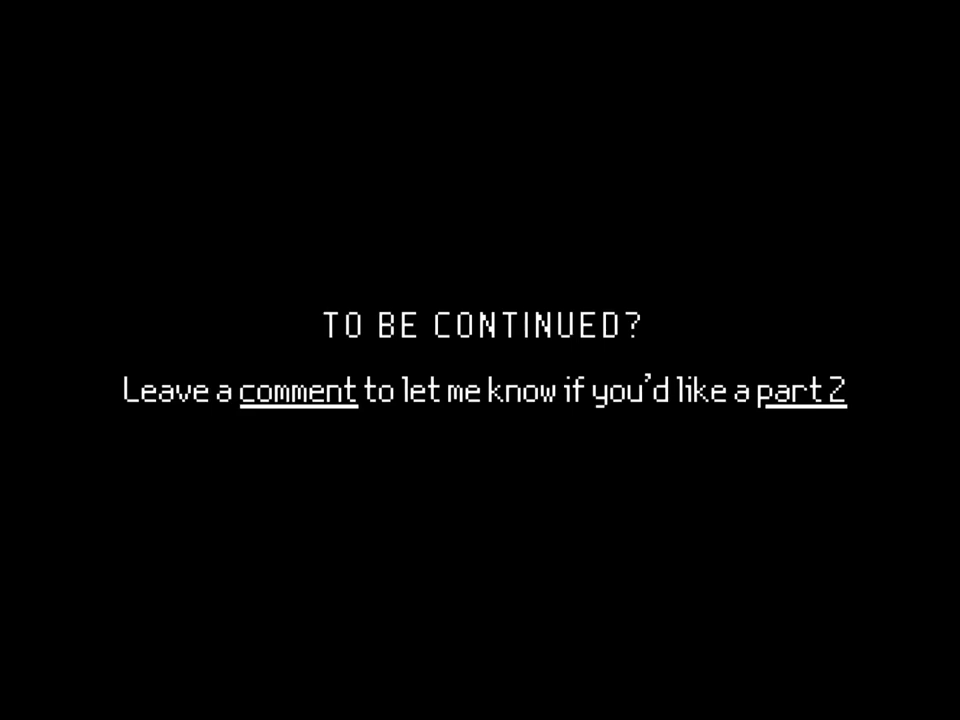 TO BE CONTINUED?
Leave a comment to let me know if you'd like a part 2